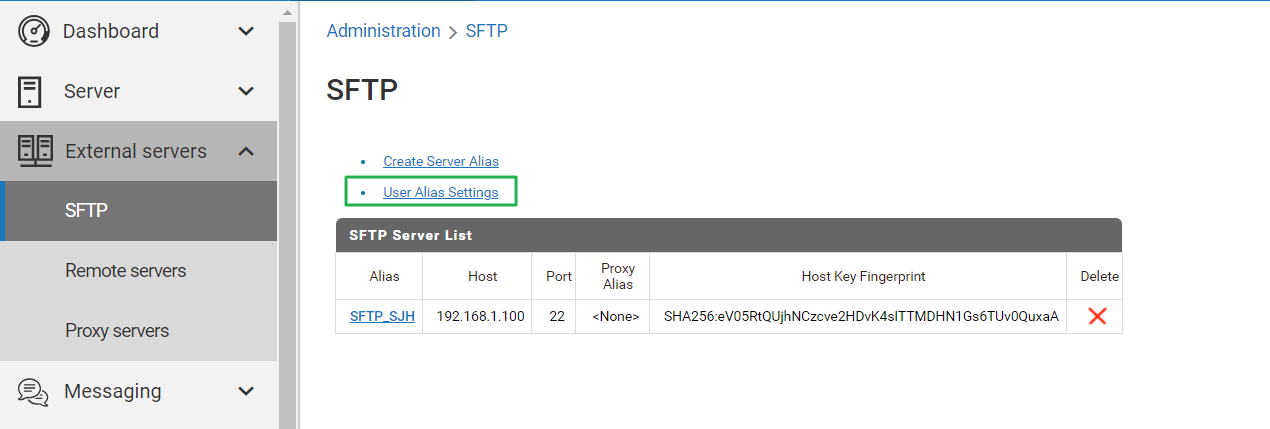 Dashboard
Administration > SFTP
Server
SFTP
External servers
Create Server Alias
User Alias Settings
SFTP
SFTP Server List
Remote servers
Alias Host Port Proxy Alias Host Key Fingerprint Delete
SFTP_SJH 192.168.1.100 22 <None> SHA256:eV05RtQUjhNCzcve2HDvK4sITTMDHN1Gs6TUv0QuxaA
Proxy servers
Messaging